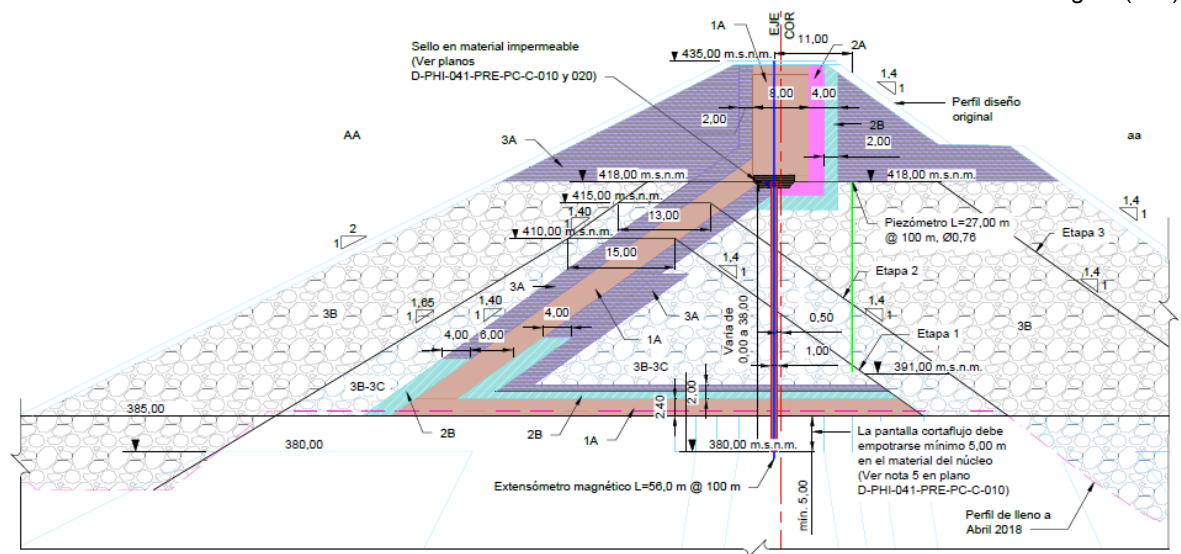 1A
EJE
COR
11,00
2A
Sello en material impermeable
(Ver planos
D-PHI-041-PRE-PC-C-010 y 020)
435,00 m.s.n.m.
1,4
1
Perfil diseño
original
8,00
4,00
2,00
2B
2,00
AA
aa
3A
418,00 m.s.n.m.
418,00 m.s.n.m.
415,00 m.s.n.m.
1,40
1
13,00
2
1
410,00 m.s.n.m.
15,00
1,4
1
Piezómetro L=27,00 m
@ 100 m, Ø0,76
Etapa 3
1,4
1
Etapa 2
1,4
1
3A
3A
1,65
1
1,40
1
4,00
3B
1,4
1
Varía de
0,00 a 38,00
0,50
3B
4,00
6,00
1A
Etapa 1
1,00
3B-3C
3B-3C
391,00 m.s.n.m.
2,00
2,40
385,00
2B
2B
1A
380,00
380,00 m.s.n.m.
La pantalla cortaflujo debe
empotrarse mínimo 5,00 m
en el material del núcleo
(Ver nota 5 en plano
D-PHI-041-PRE-PC-C-010)
Extensómetro magnético L=56,0 m @ 100 m
mín. 5,00
Perfil de lleno a
Abril 2018